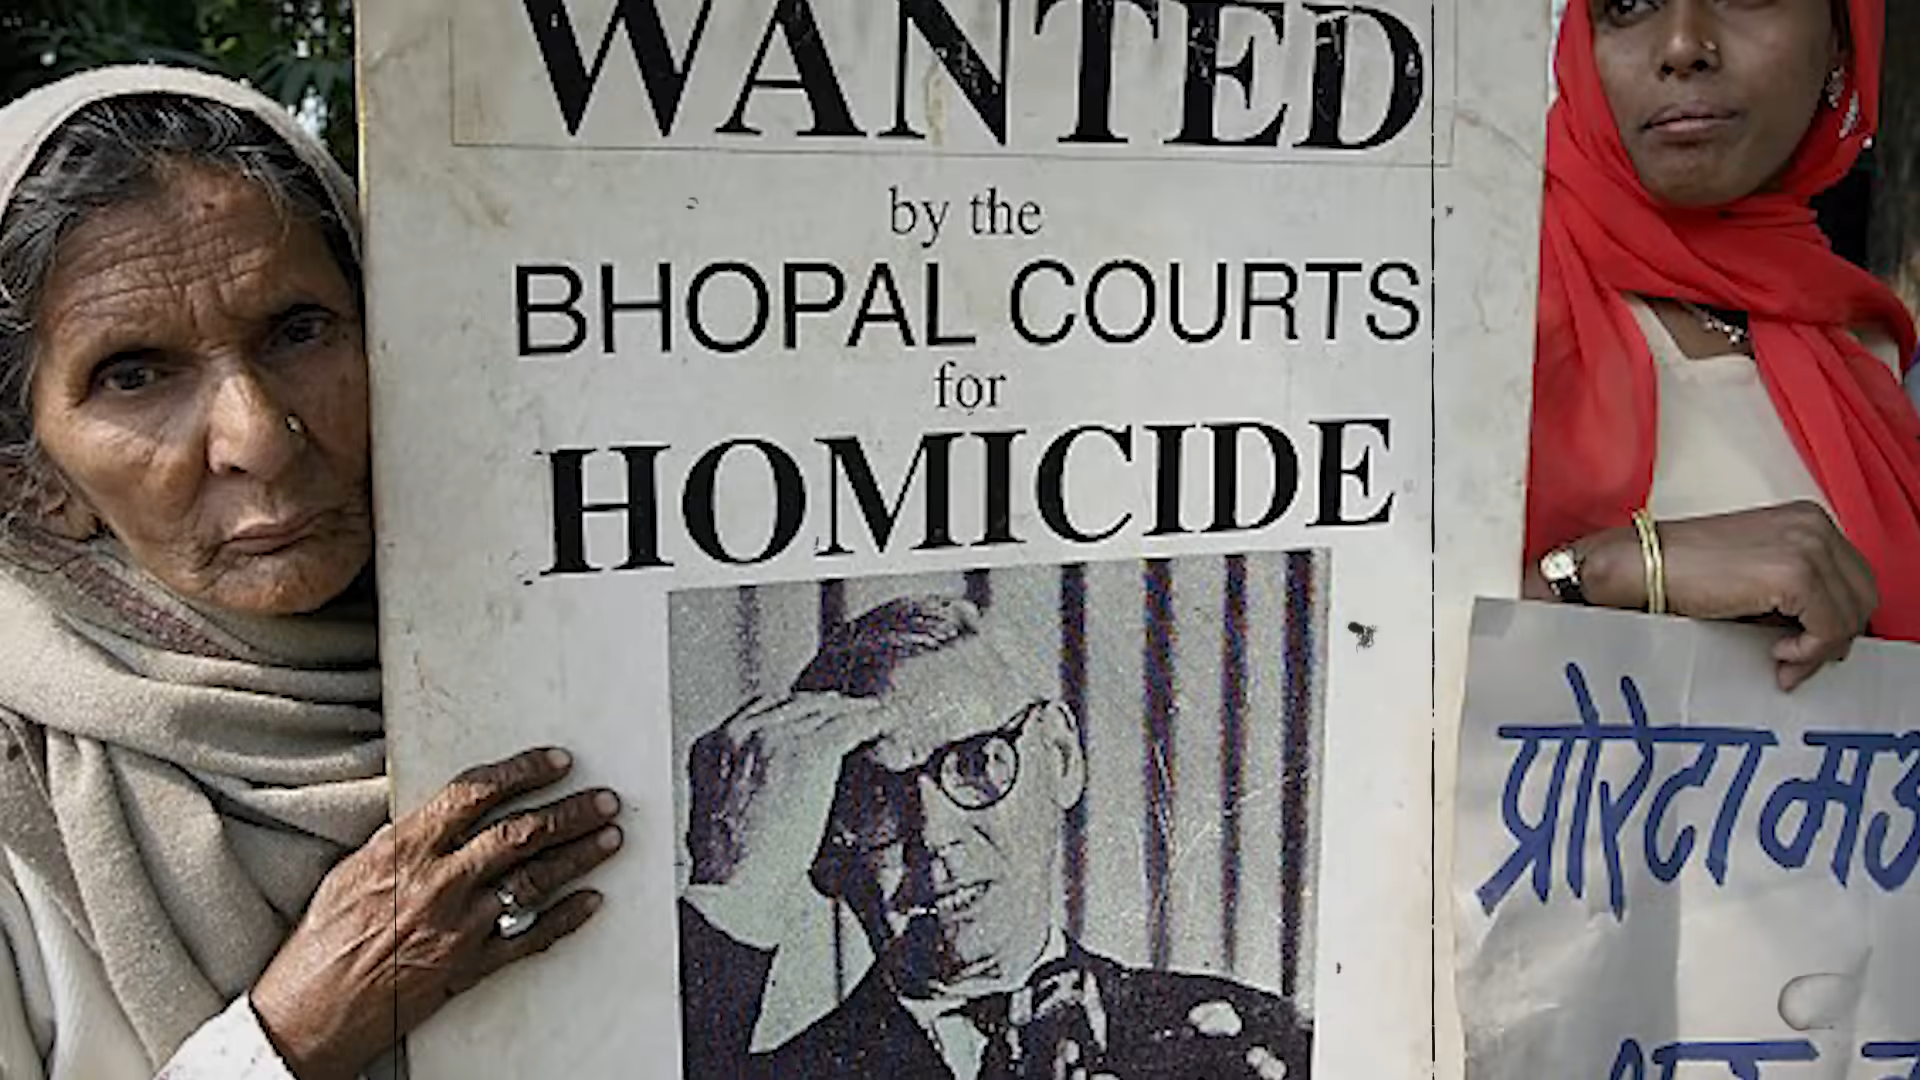 WANTED
by the
BHOPAL COURTS
for
HOMICIDE
प्रोरेटा